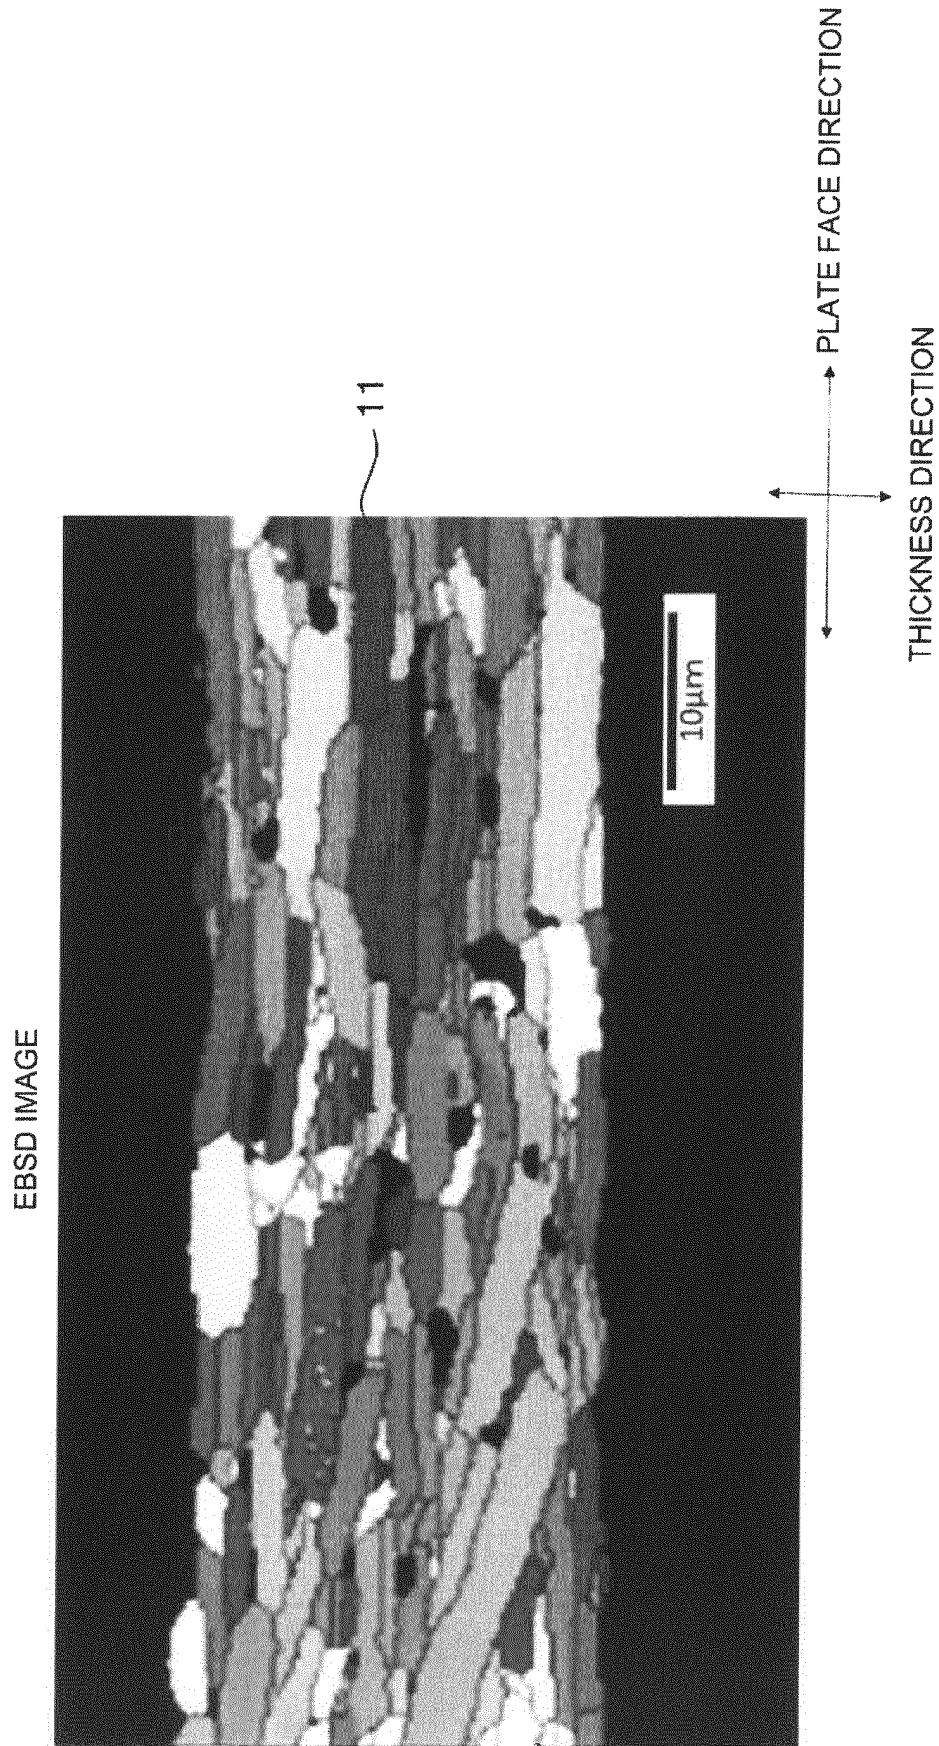 EBSD IMAGE
11
10μm
PLATE FACE DIRECTION
THICKNESS DIRECTION